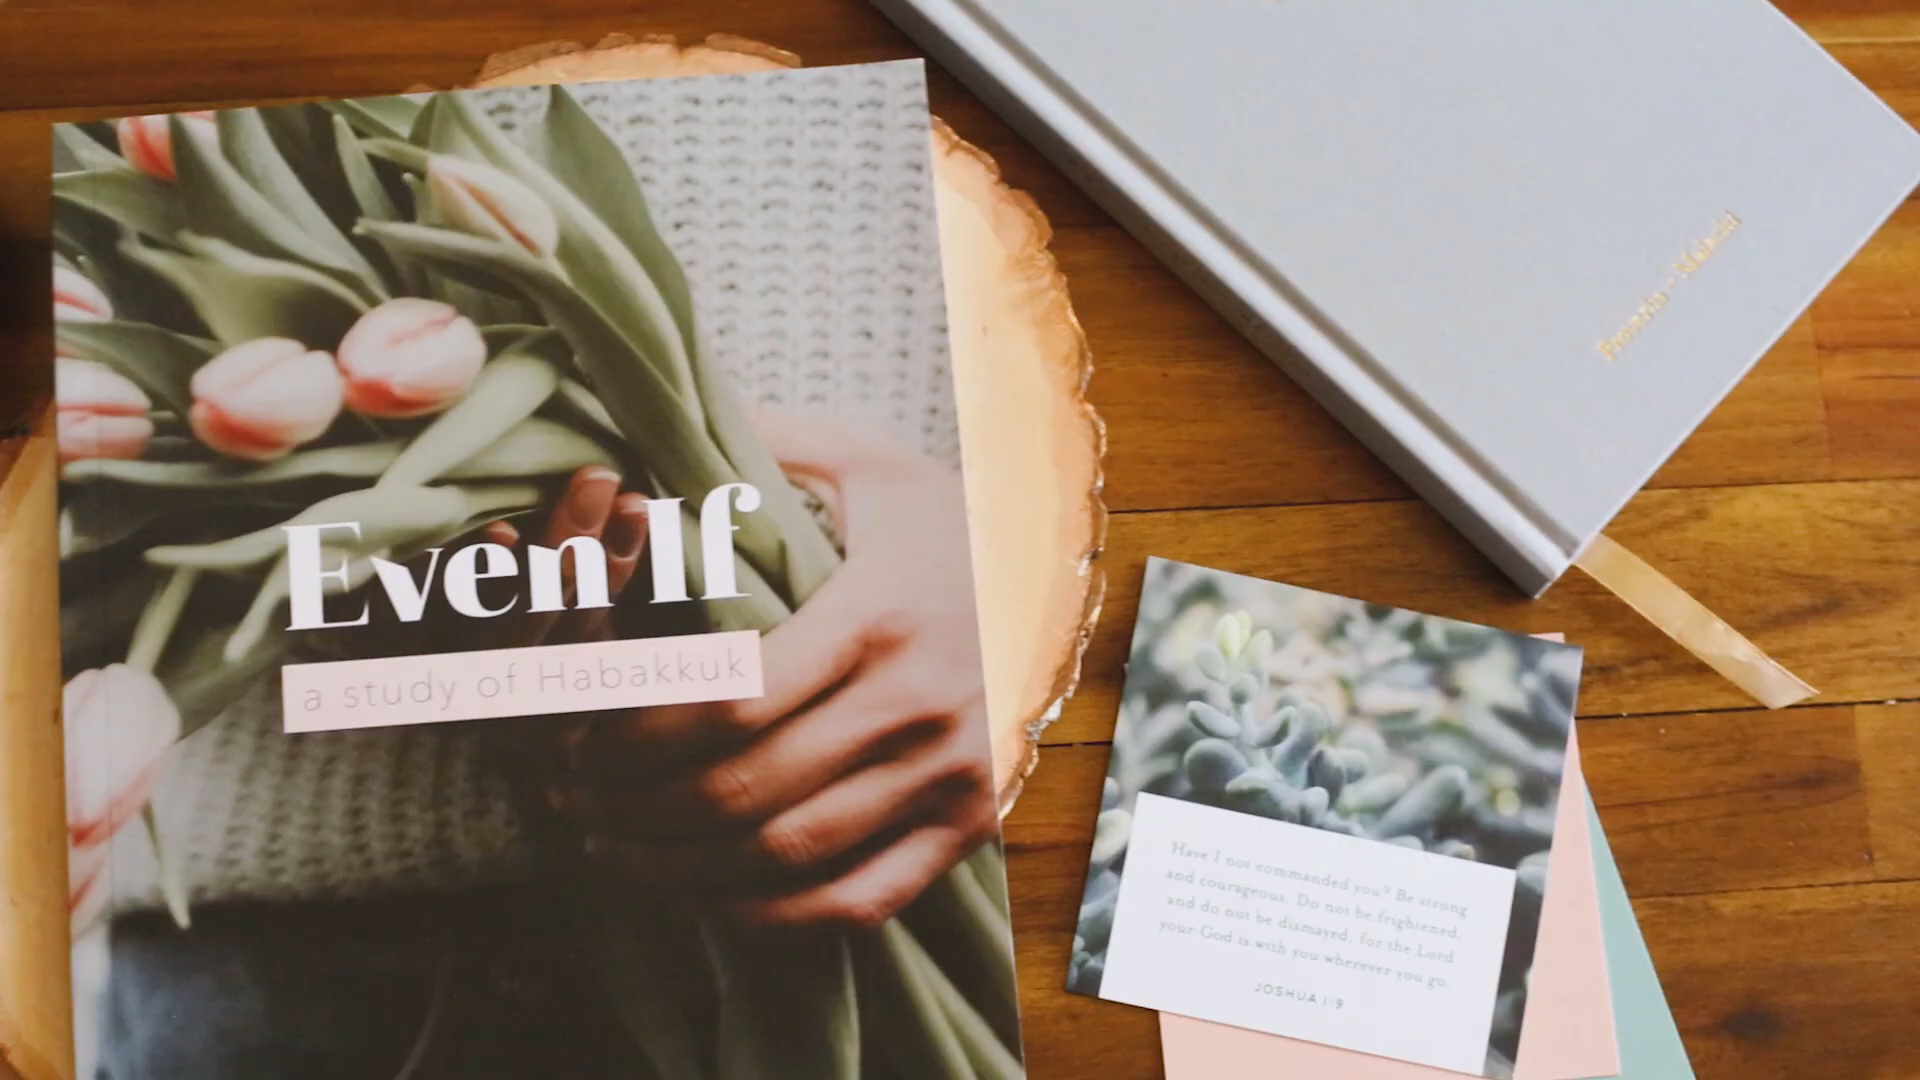 Even If
a study of Habakkuk
Proverbs - Malachi
Have I not commanded you? Be strong
and courageous. Do not be frightened,
and do not be dismayed, for the Lord
your God is with you wherever you go.
JOSHUA 1:9